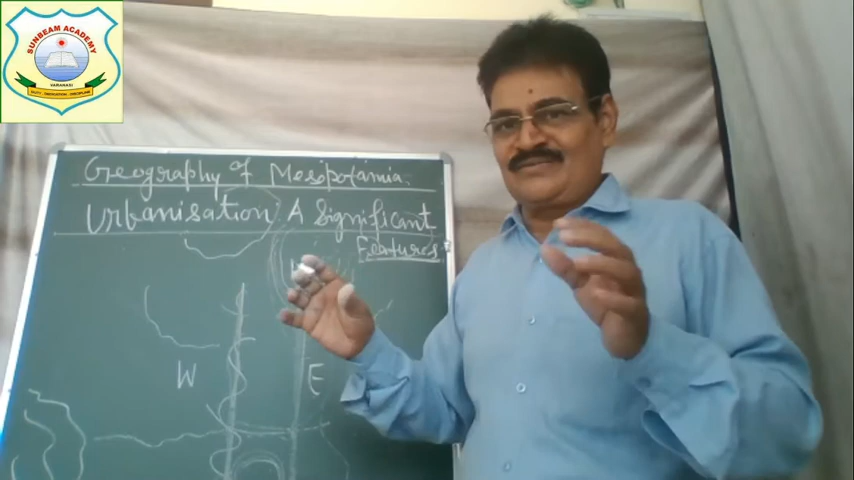 SUNBEAM ACADEMY
VARANASI
Geography of Mesopotamia.
Urbanisation A Significant
Features
W
E